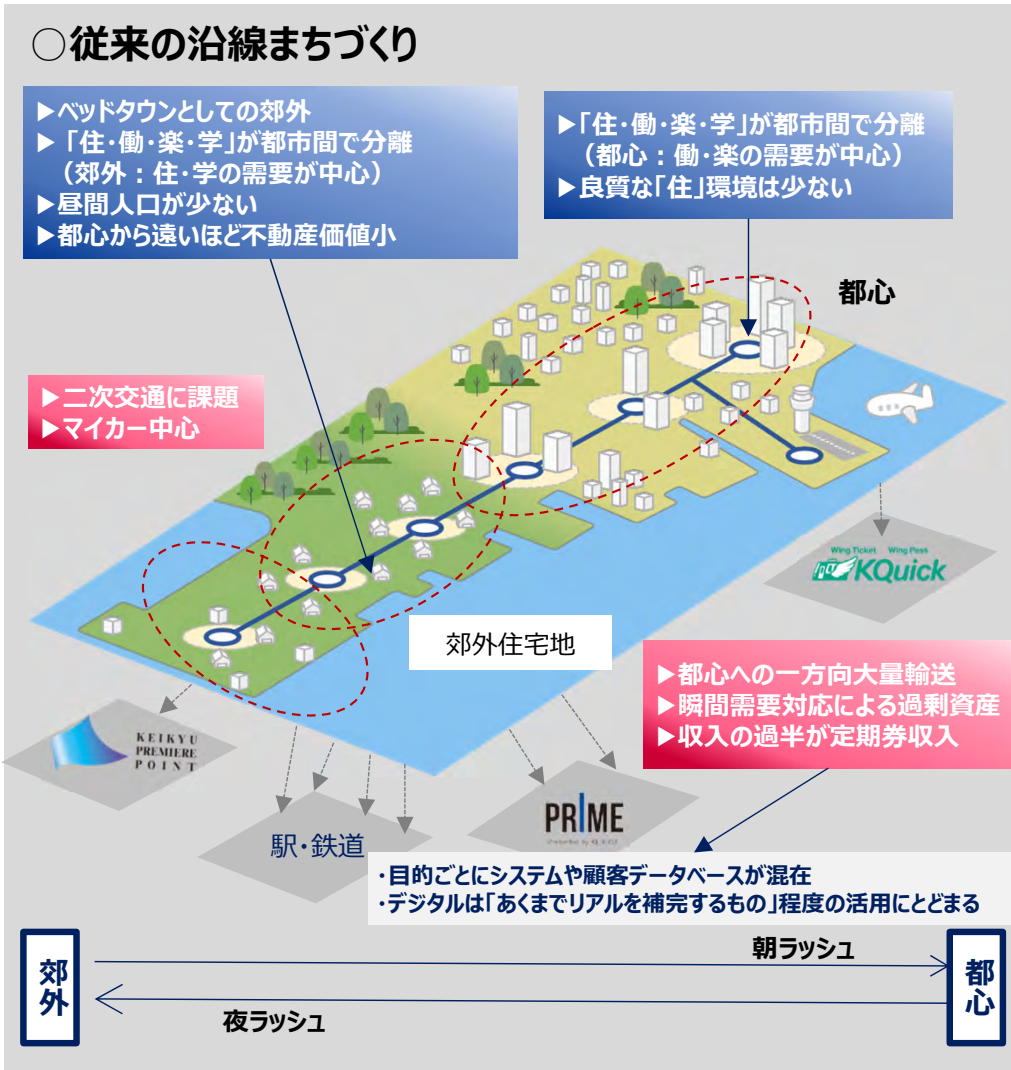 ○従来の沿線まちづくり
▶ベッドタウンとしての郊外
▶「住・働・楽・学」が都市間で分離
（郊外：住・学の需要が中心）
▶昼間人口が少ない
▶都心から遠いほど不動産価値小
▶「住・働・楽・学」が都市間で分離
（都心：働・楽の需要が中心）
▶良質な「住」環境は少ない
都心
▶二次交通に課題
▶マイカー中心
Wing Ticket Wing Pass
KQuick
郊外住宅地
▶都心への一方向大量輸送
▶瞬間需要対応による過剰資産
▶収入の過半が定期券収入
KEIKYU
PREMIERE
POINT
駅・鉄道
PRIME
・目的ごとにシステムや顧客データベースが混在
・デジタルは「あくまでリアルを補完するもの」程度の活用にとどまる
郊外
朝ラッシュ
夜ラッシュ
都心